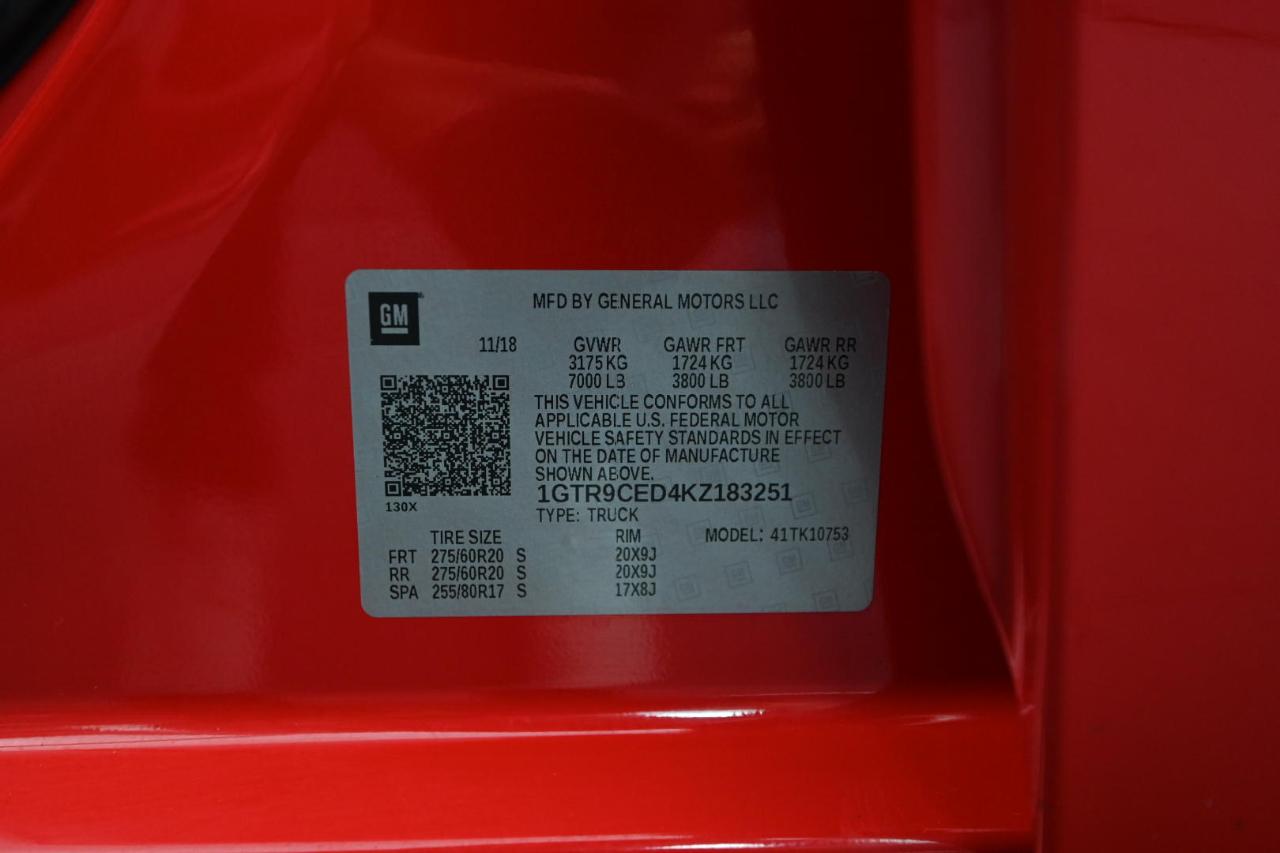 GM
MFD BY GENERAL MOTORS LLC
11/18 GVWR GAWR FRT GAWR RR
3175 KG 1724 KG 1724 KG
7000 LB 3800 LB 3800 LB
THIS VEHICLE CONFORMS TO ALL
APPLICABLE U.S. FEDERAL MOTOR
VEHICLE SAFETY STANDARDS IN EFFECT
ON THE DATE OF MANUFACTURE
SHOWN ABOVE.
1GTR9CED4KZ183251
130X
TYPE: TRUCK
TIRE SIZE RIM MODEL: 41TK10753
FRT 275/60R20 S 20X9J
RR 275/60R20 S 20X9J
SPA 255/80R17 S 17X8J